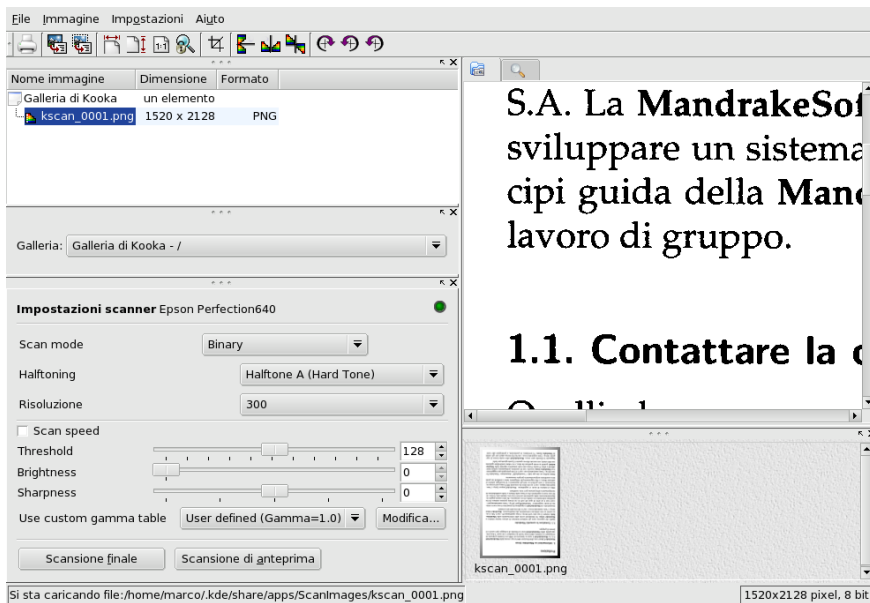 File Immagine Impostazioni Aiuto
Nome immagine Dimensione Formato
Galleria di Kooka un elemento
kscan_0001.png 1520 x 2128 PNG
Galleria: Galleria di Kooka - /
Impostazioni scanner Epson Perfection640
Scan mode Binary
Halftoning Halftone A (Hard Tone)
Risoluzione 300
Scan speed
Threshold 128
Brightness 0
Sharpness 0
Use custom gamma table User defined (Gamma=1.0) Modifica...
Scansione finale Scansione di anteprima
S.A. La MandrakeSof
sviluppare un sistema
cipi guida della Mand
lavoro di gruppo.
1.1. Contattare la
kscan_0001.png
Si sta caricando file:/home/marco/.kde/share/apps/ScanImages/kscan_0001.png 1520x2128 pixel, 8 bit